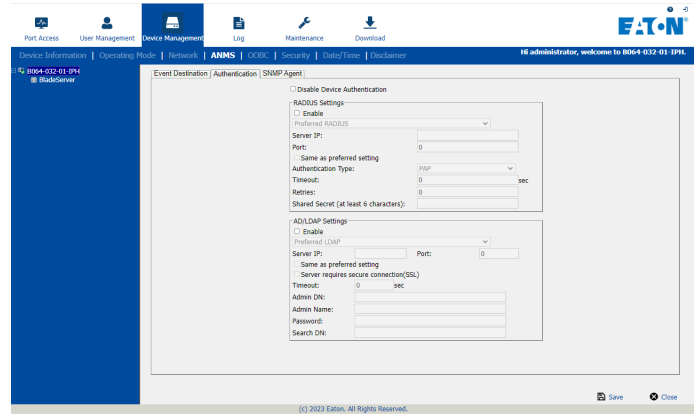 Port Access User Management Device Management Log Maintenance Download
EATON
Device Information | Operating Mode | Network | ANMS | OOBC | Security | Date/Time | Disclaimer
Hi administrator, welcome to B064-032-01-IPH.
B064-032-01-IPH
BladeServer
Event Destination Authentication SNMP Agent
Disable Device Authentication
RADIUS Settings
Enable
Preferred RADIUS
Server IP:
Port: 0
Same as preferred setting
Authentication Type: PAP
Timeout: 0 sec
Retries: 0
Shared Secret (at least 6 characters):
AD/LDAP Settings
Enable
Preferred LDAP
Server IP: Port: 0
Same as preferred setting
Server requires secure connection(SSL)
Timeout: 0 sec
Admin DN:
Admin Name:
Password:
Search DN:
Save Close
(c) 2023 Eaton. All Rights Reserved.